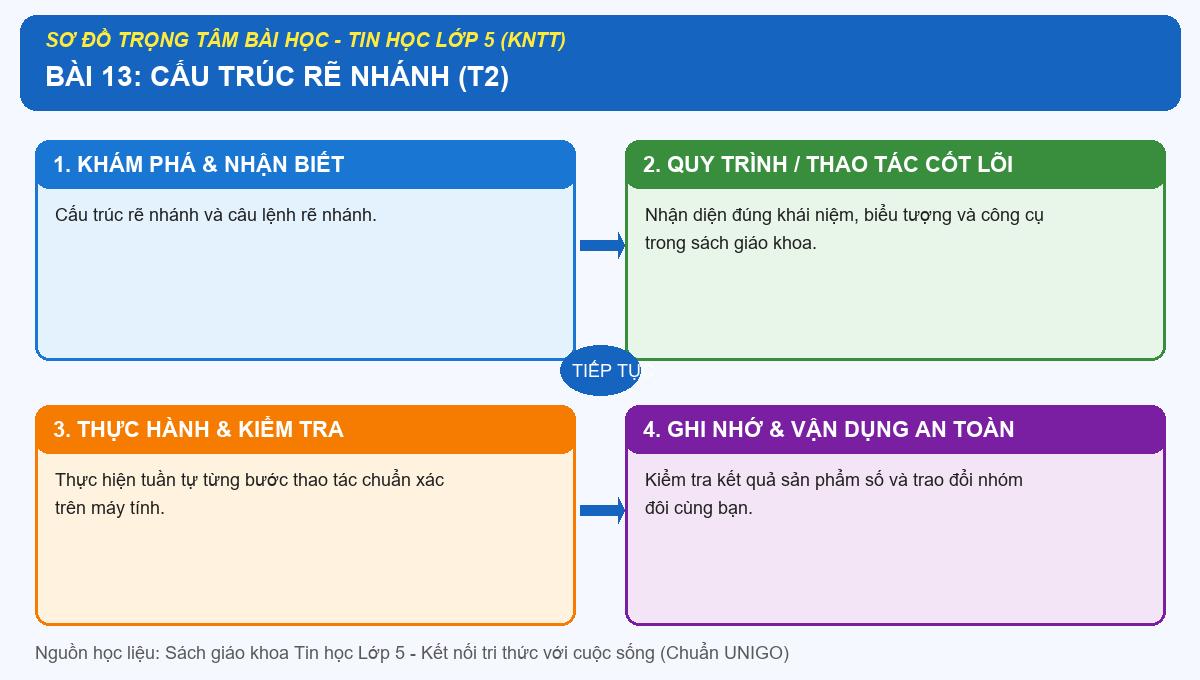 SƠ ĐỒ TRỌNG TÂM BÀI HỌC - TIN HỌC LỚP 5 (KNTT)
BÀI 13: CẤU TRÚC RẼ NHÁNH (T2)
1. KHÁM PHÁ & NHẬN BIẾT
Cấu trúc rẽ nhánh và câu lệnh rẽ nhánh.
2. QUY TRÌNH / THAO TÁC CỐT LÕI
Nhận diện đúng khái niệm, biểu tượng và công cụ
trong sách giáo khoa.
TIẾP TỤC
3. THỰC HÀNH & KIỂM TRA
Thực hiện tuần tự từng bước thao tác chuẩn xác
trên máy tính.
4. GHI NHỚ & VẬN DỤNG AN TOÀN
Kiểm tra kết quả sản phẩm số và trao đổi nhóm
đôi cùng bạn.
Nguồn học liệu: Sách giáo khoa Tin học Lớp 5 - Kết nối tri thức với cuộc sống (Chuẩn UNIGO)